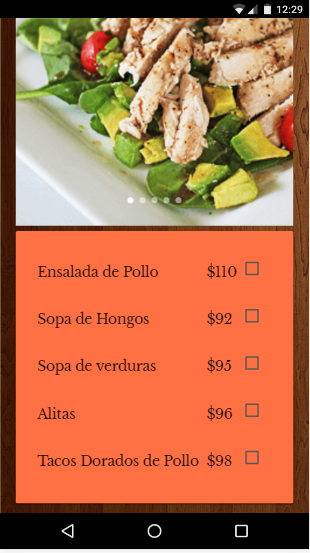 12:29
Ensalada de Pollo $110
Sopa de Hongos $92
Sopa de verduras $95
Alitas $96
Tacos Dorados de Pollo $98